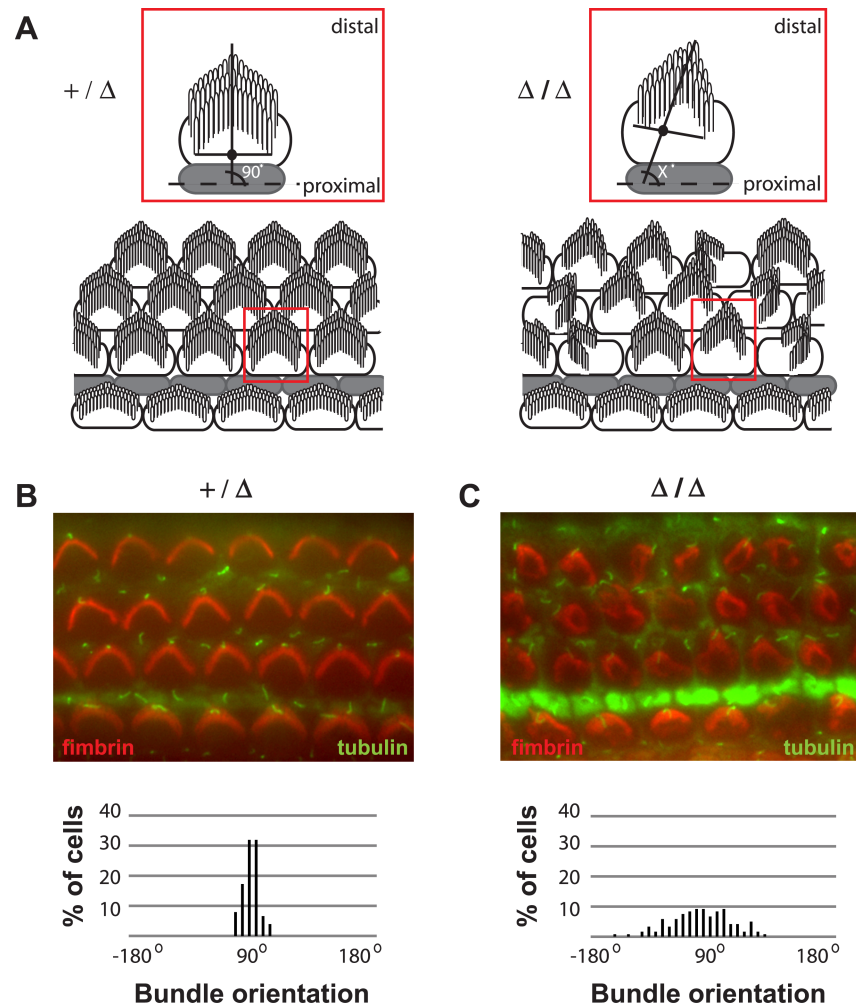 A
+ / Δ
distal
90°
proximal
Δ / Δ
distal
X°
proximal
B
+ / Δ
fimbrin
tubulin
C
Δ / Δ
fimbrin
tubulin
% of cells
40
30
20
10
-180°
90°
180°
Bundle orientation
% of cells
40
30
20
10
-180°
90°
180°
Bundle orientation